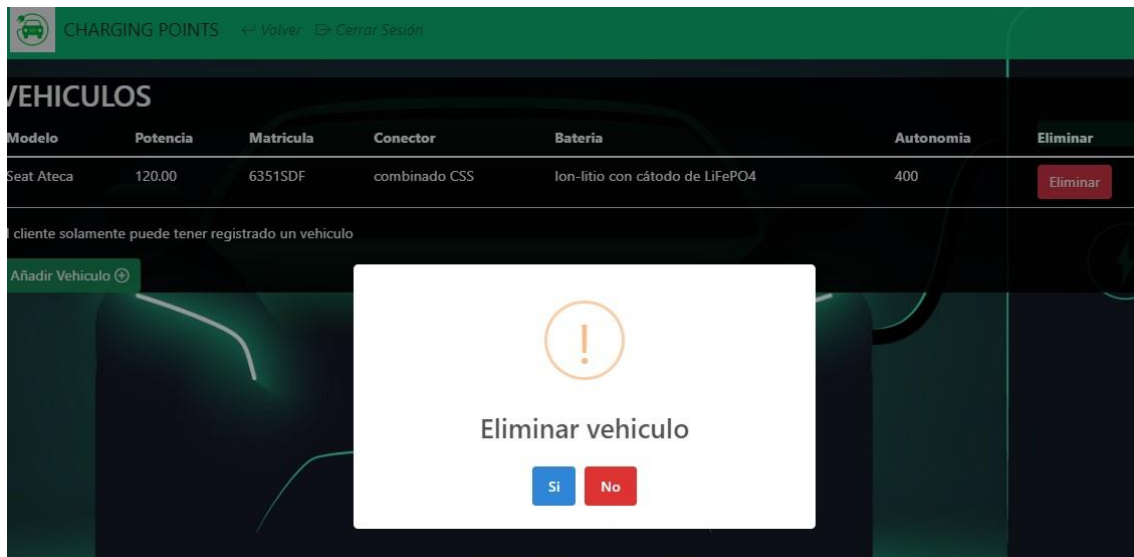 CHARGING POINTS Volver Cerrar Sesión
VEHICULOS
Modelo Potencia Matricula Conector Bateria Autonomia Eliminar
Seat Ateca 120.00 6351SDF combinado CSS Ion-litio con cátodo de LiFePO4 400 Eliminar
l cliente solamente puede tener registrado un vehiculo
Añadir Vehiculo
!
Eliminar vehiculo
Si No